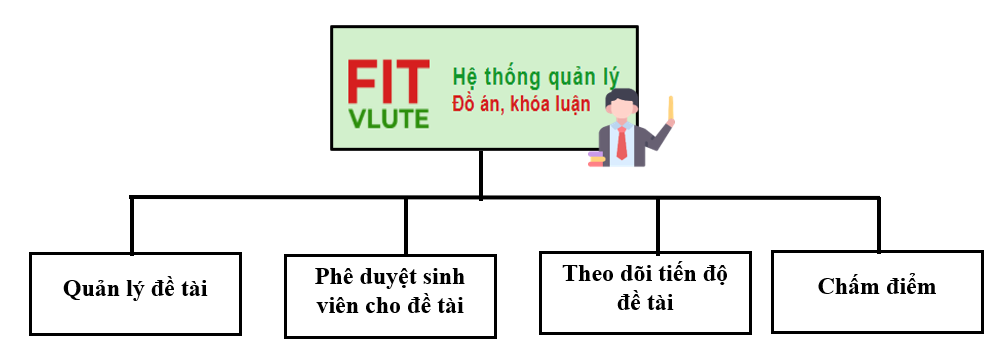 FIT
VLUTE
Hệ thống quản lý
Đồ án, khóa luận
Quản lý đề tài
Phê duyệt sinh
viên cho đề tài
Theo dõi tiến độ
đề tài
Chấm điểm